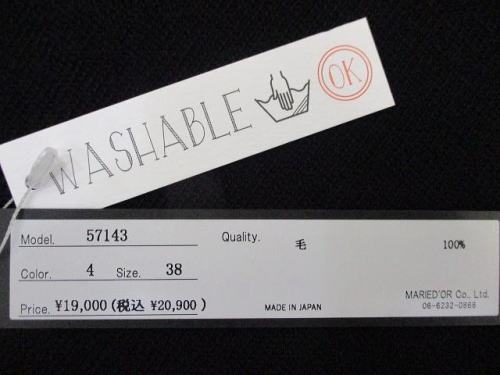 WASHABLE OK
Model. 57143 Quality. 毛 100%
Color. 4 Size. 38
Price. ¥19,000 (税込 ¥20,900 ) MADE IN JAPAN
MARIED'OR Co., Ltd.
06-6232-0868